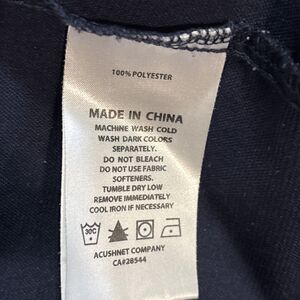 100% POLYESTER
MADE IN CHINA
MACHINE WASH COLD
WASH DARK COLORS
SEPARATELY.
DO NOT BLEACH
DO NOT USE FABRIC
SOFTENERS.
TUMBLE DRY LOW
REMOVE IMMEDIATELY
COOL IRON IF NECESSARY
30C
ACUSHNET COMPANY
CA#28544